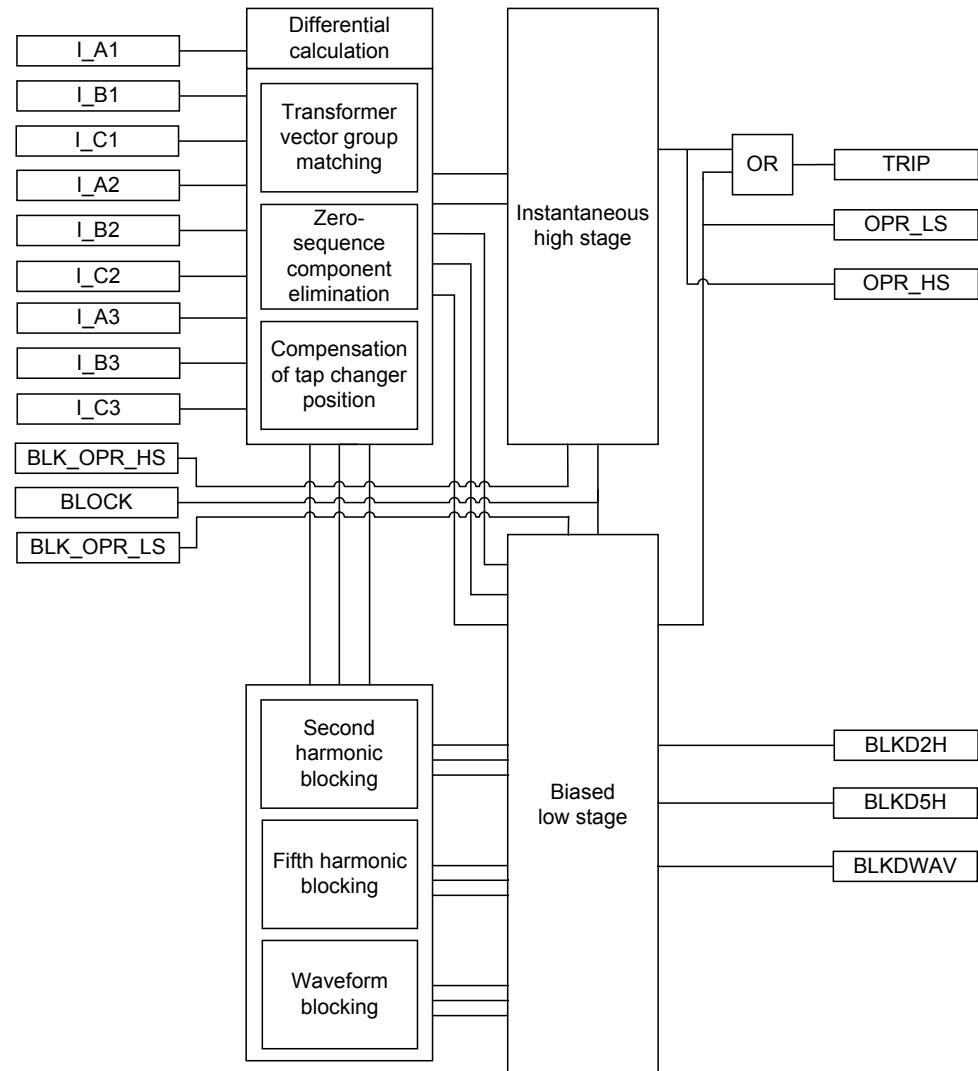 I_A1
I_B1
I_C1
I_A2
I_B2
I_C2
I_A3
I_B3
I_C3
BLK_OPR_HS
BLOCK
BLK_OPR_LS
Differential
calculation
Transformer
vector group
matching
Zero-
sequence
component
elimination
Compensation
of tap changer
position
Second
harmonic
blocking
Fifth harmonic
blocking
Waveform
blocking
Instantaneous
high stage
Biased
low stage
OR
TRIP
OPR_LS
OPR_HS
BLKD2H
BLKD5H
BLKDWAV